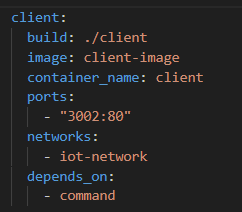 client:
  build: ./client
  image: client-image
  container_name: client
  ports:
    - "3002:80"
  networks:
    - iot-network
  depends_on:
    - command